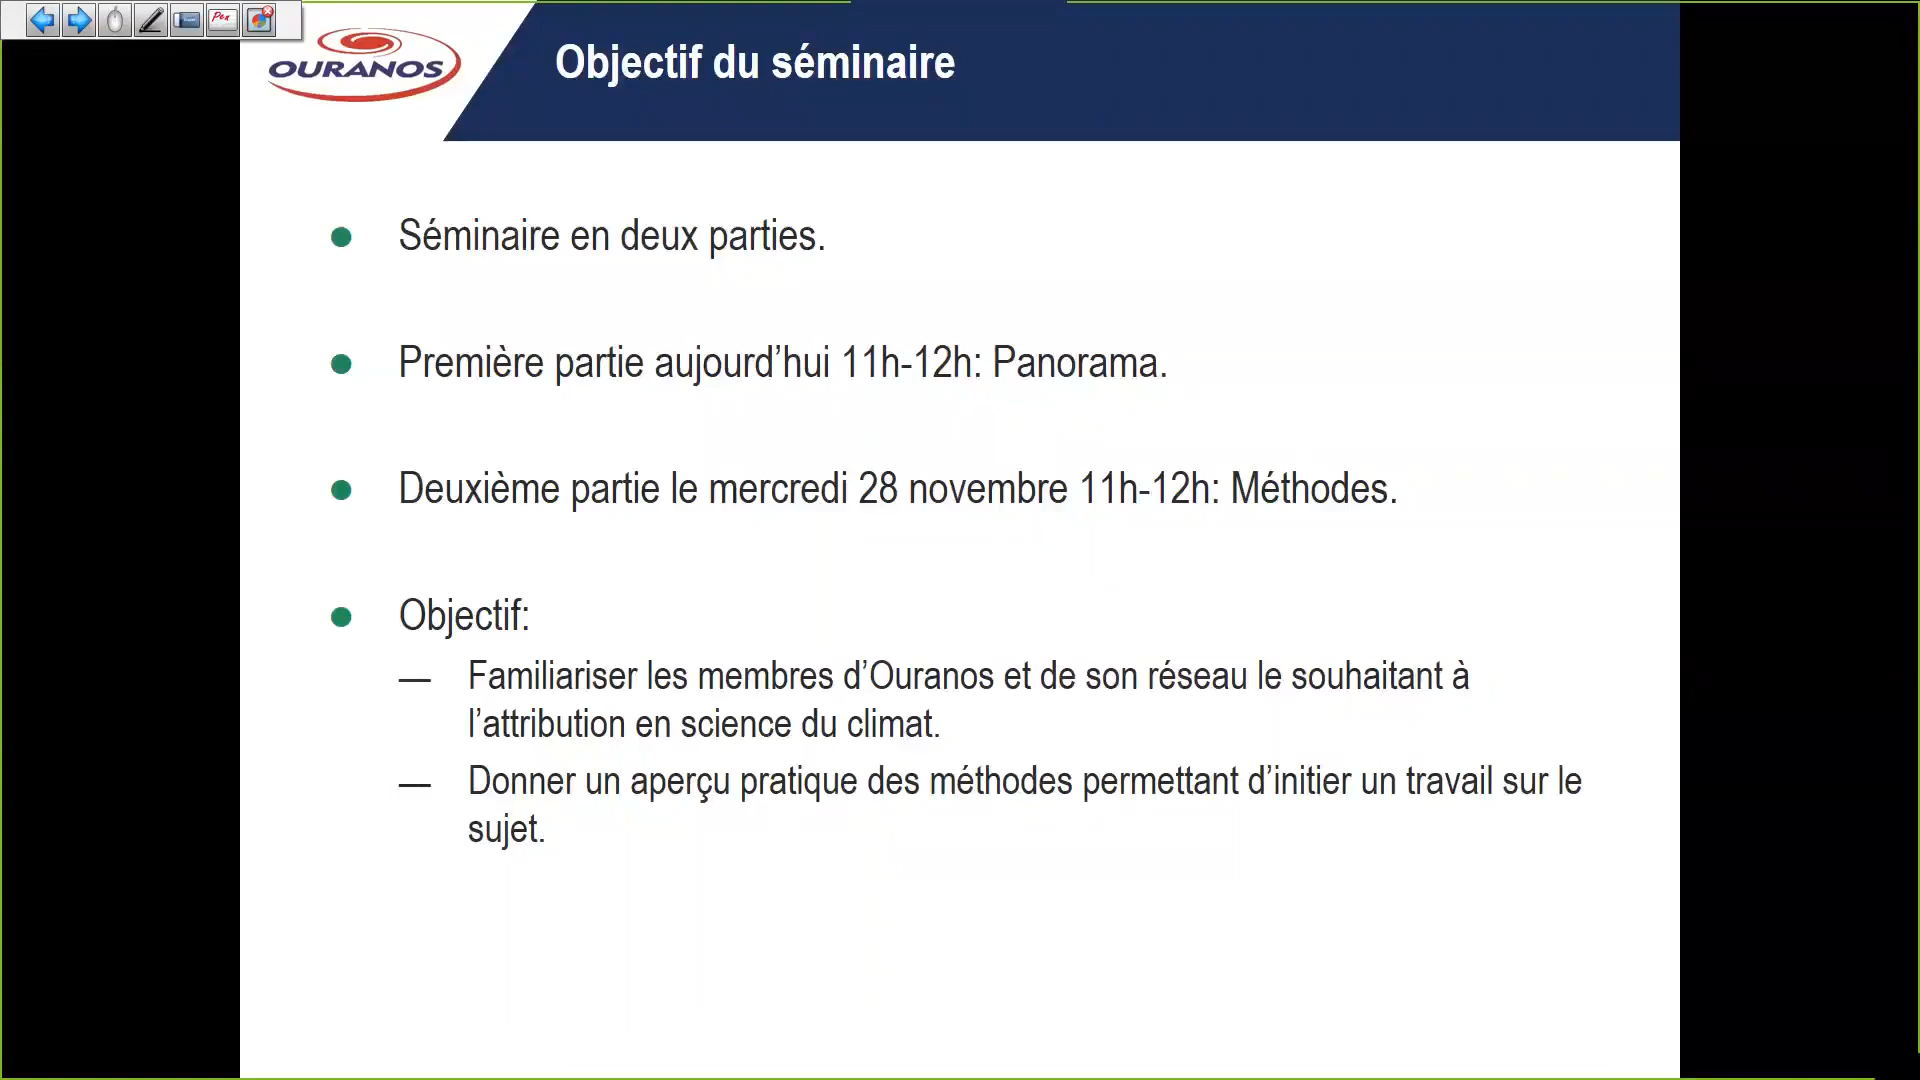 Pen
OURANOS
Objectif du séminaire
Séminaire en deux parties.
Première partie aujourd’hui 11h-12h: Panorama.
Deuxième partie le mercredi 28 novembre 11h-12h: Méthodes.
Objectif:
— Familiariser les membres d’Ouranos et de son réseau le souhaitant à
l’attribution en science du climat.
— Donner un aperçu pratique des méthodes permettant d’initier un travail sur le
sujet.